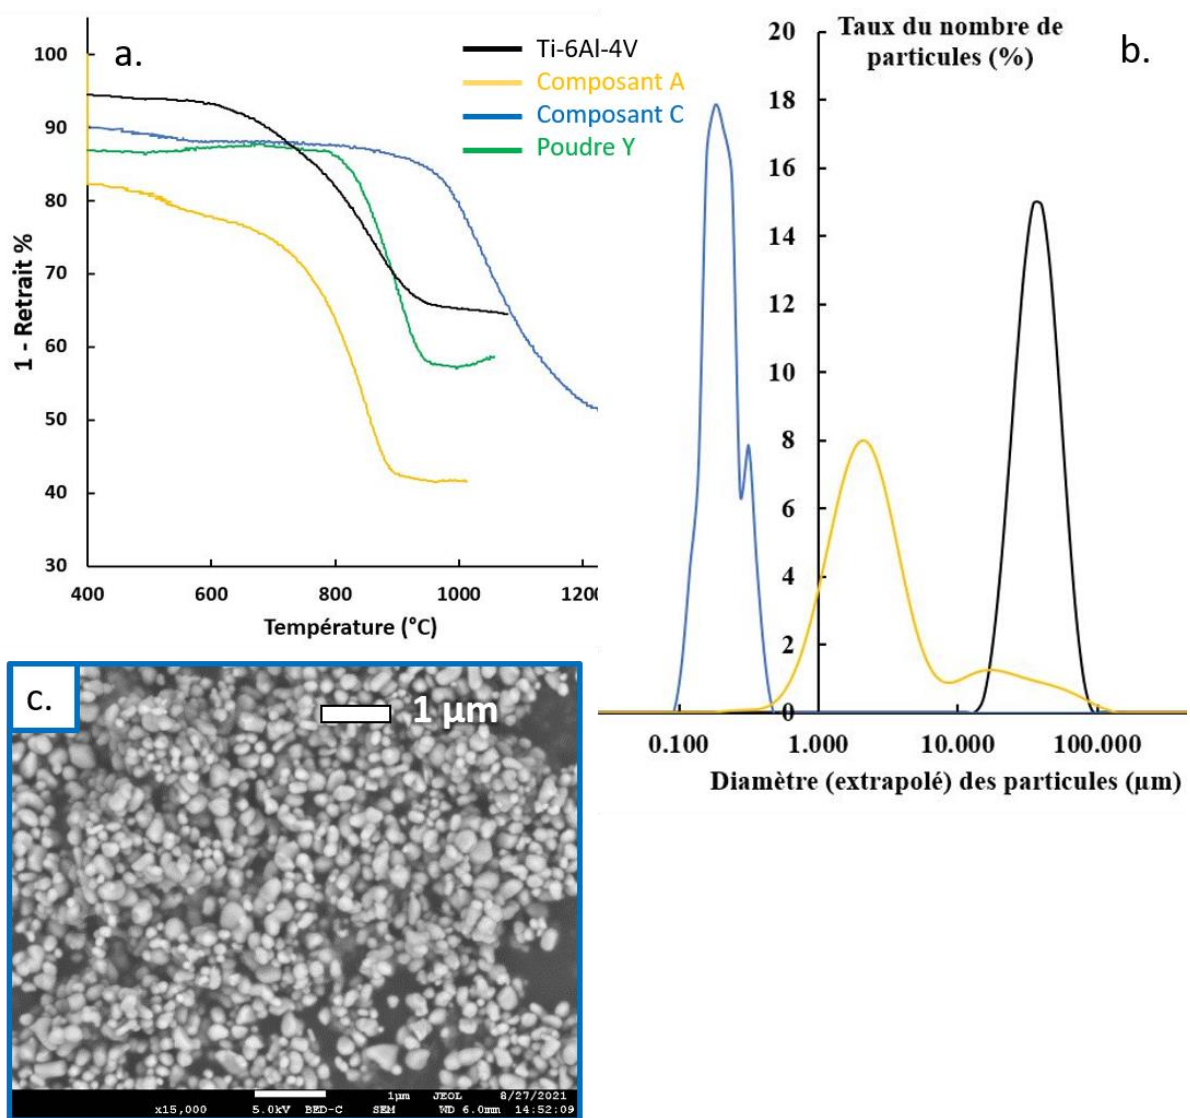 a.
Ti-6Al-4V
Composant A
Composant C
Poudre Y
100
90
80
70
60
50
40
30
1 - Retrait %
400
600
800
1000
1200
Température (°C)
b.
Taux du nombre de
particules (%)
20
18
16
14
12
10
8
6
4
2
0
0.100
1.000
10.000
100.000
Diamètre (extrapolé) des particules (µm)
c.
1 µm
1µm JEOL 8/27/2021
x15,000 5.0kV BED-C SEM WD 6.0mm 14:52:09